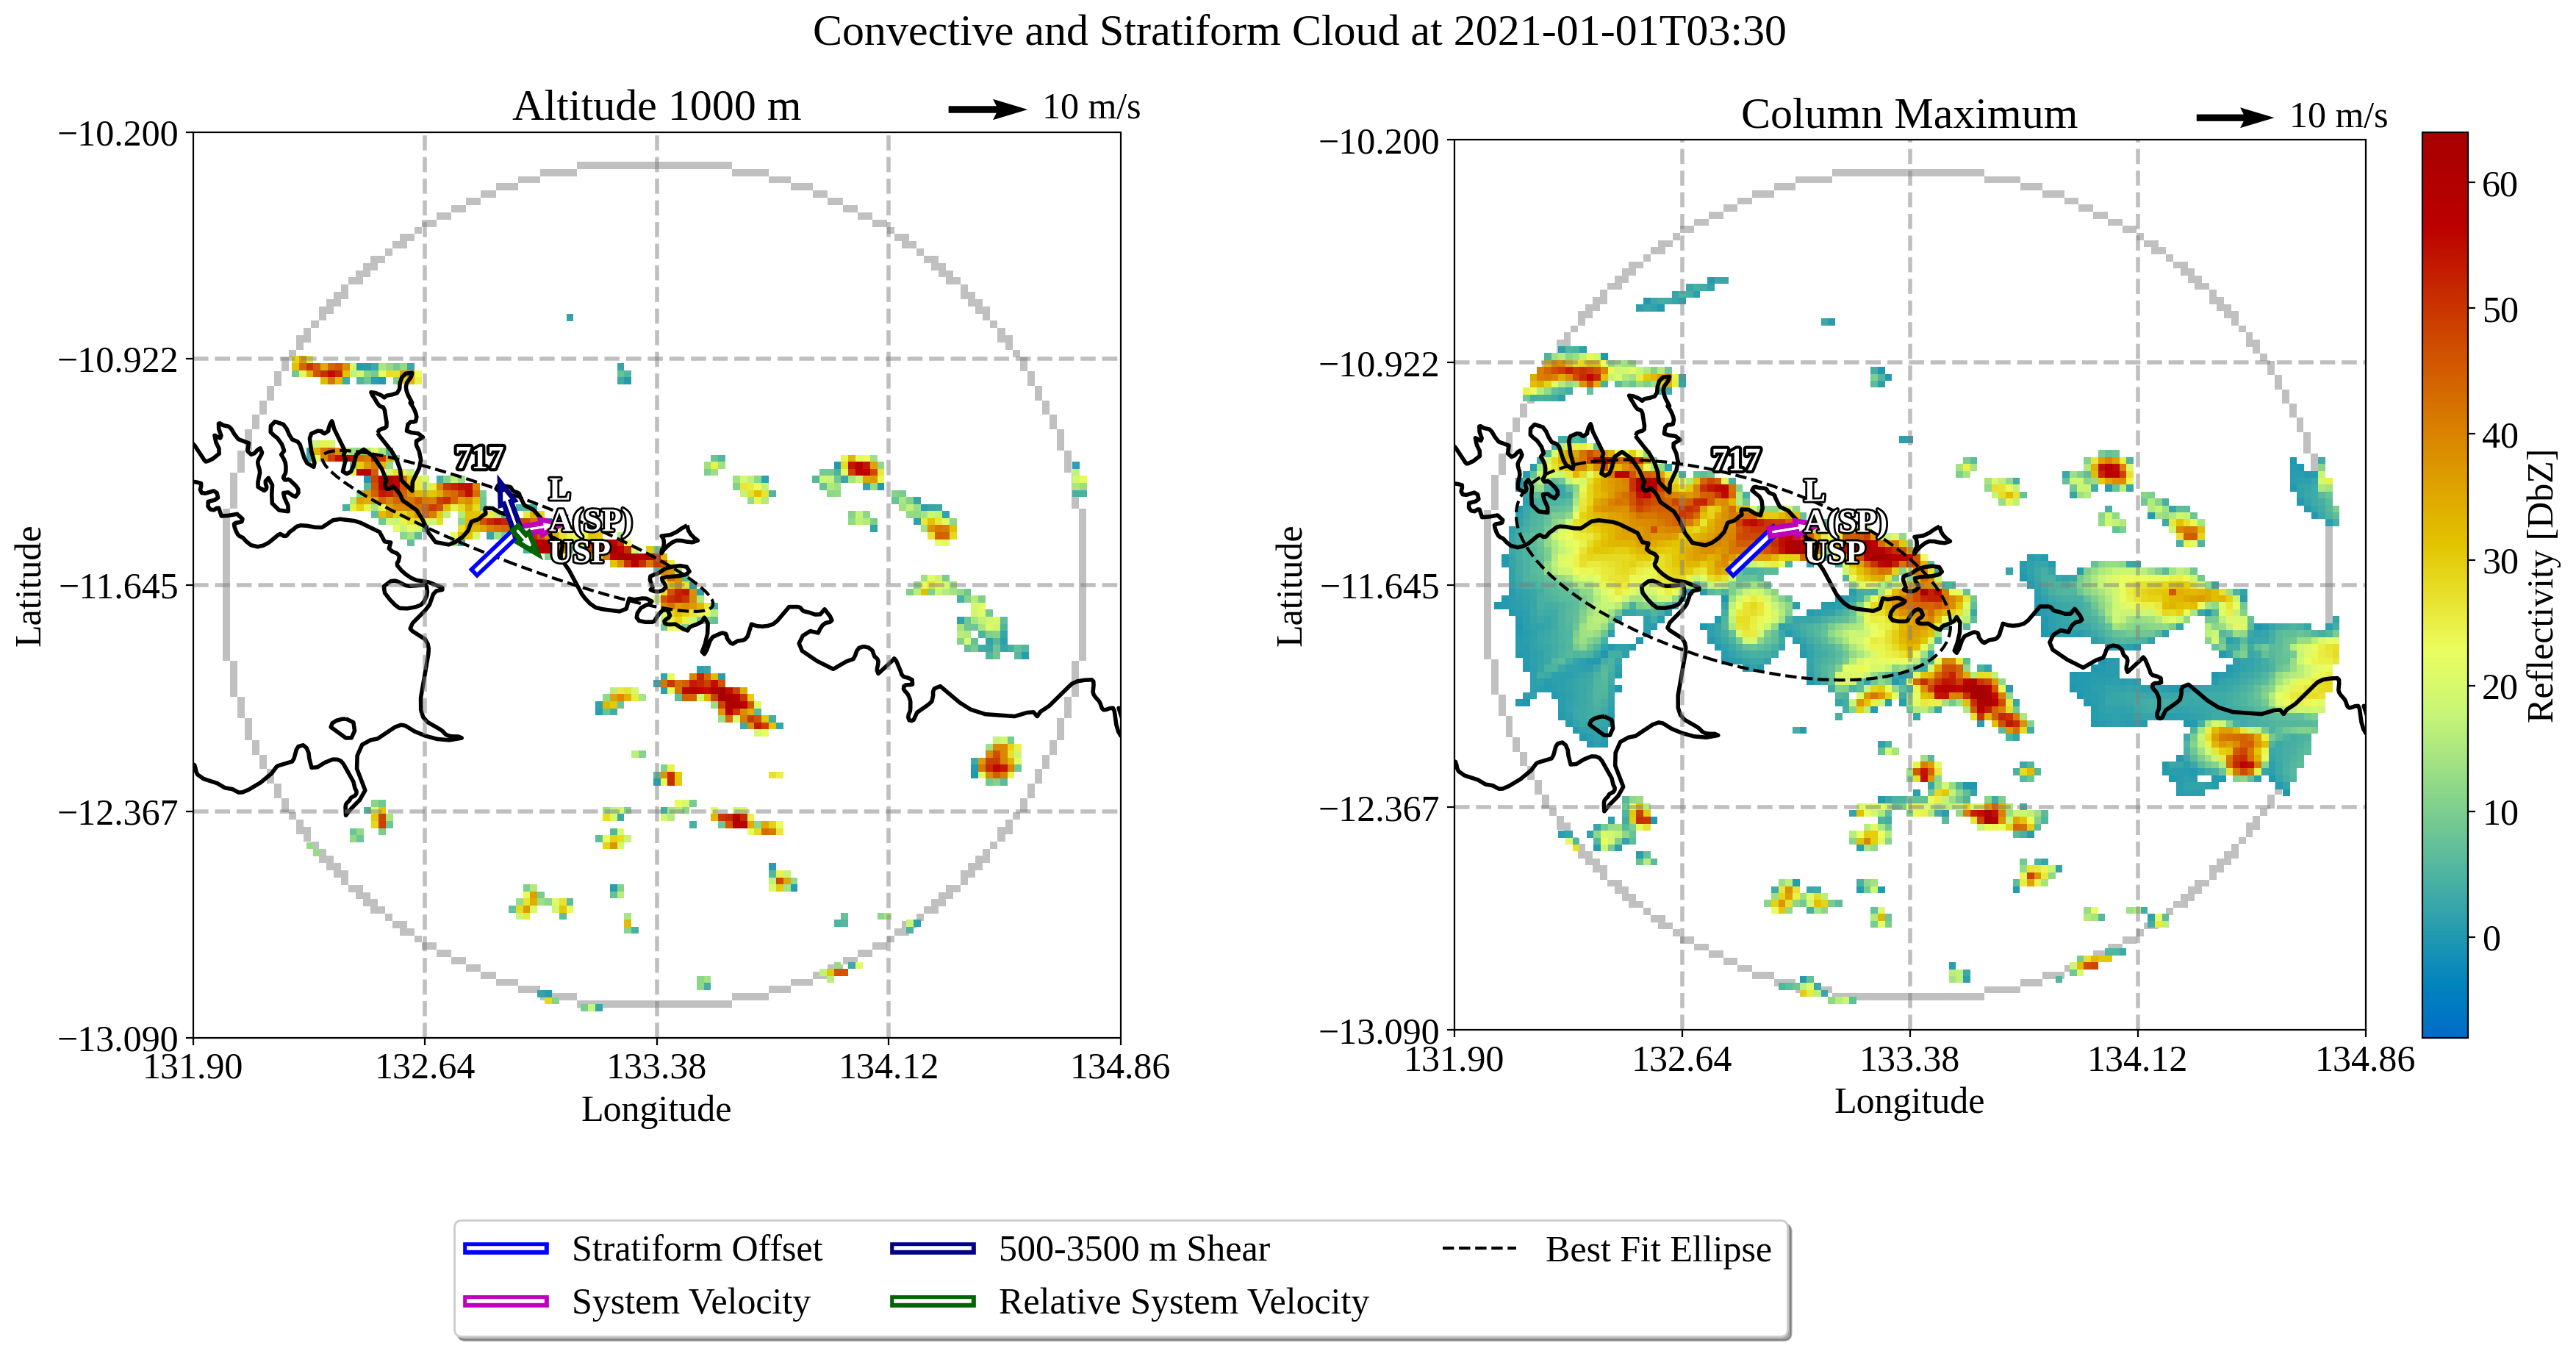 Convective and Stratiform Cloud at 2021-01-01T03:30
Altitude 1000 m
10 m/s
−10.200
−10.922
−11.645
−12.367
−13.090
Latitude
717
L
A(SP)
USP
131.90
132.64
133.38
134.12
134.86
Longitude
Column Maximum
10 m/s
−10.200
−10.922
−11.645
−12.367
−13.090
Latitude
717
L
A(SP)
USP
131.90
132.64
133.38
134.12
134.86
Longitude
60
50
40
30
20
10
0
Reflectivity [DbZ]
Stratiform Offset
System Velocity
500-3500 m Shear
Relative System Velocity
Best Fit Ellipse